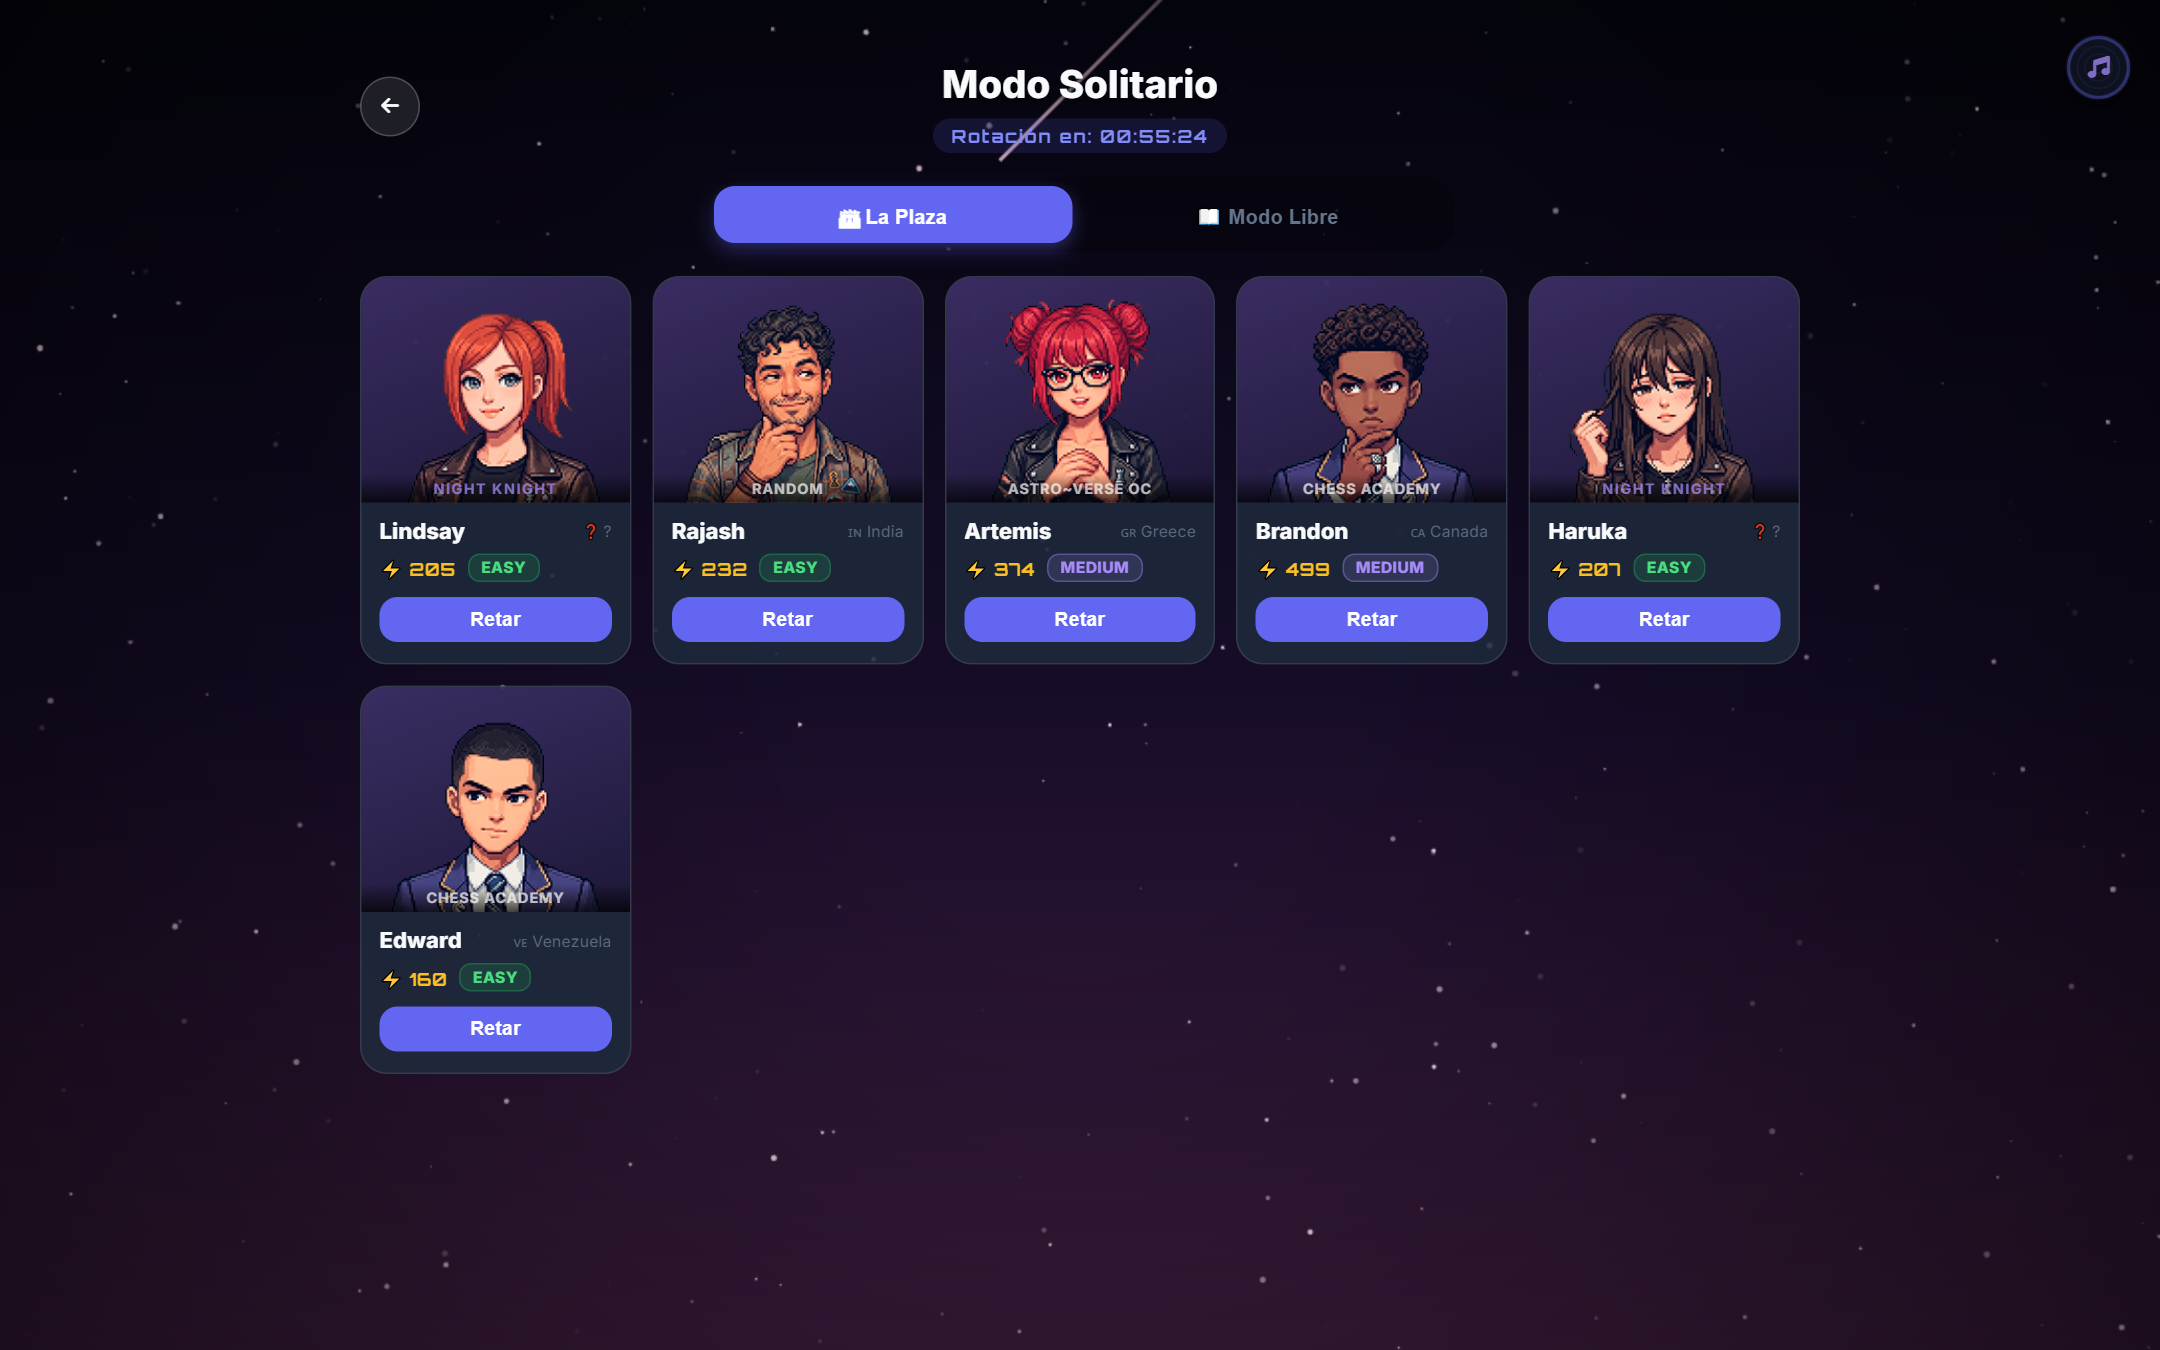 Modo Solitario
Rotación en: 00:55:24
La Plaza
Modo Libre
NIGHT KNIGHT
Lindsay ❓ ?
⚡ 205 EASY
Retar
RANDOM
Rajash IN India
⚡ 232 EASY
Retar
ASTRO~VERSE OC
Artemis GR Greece
⚡ 374 MEDIUM
Retar
CHESS ACADEMY
Brandon CA Canada
⚡ 499 MEDIUM
Retar
NIGHT KNIGHT
Haruka ❓ ?
⚡ 207 EASY
Retar
CHESS ACADEMY
Edward VE Venezuela
⚡ 160 EASY
Retar